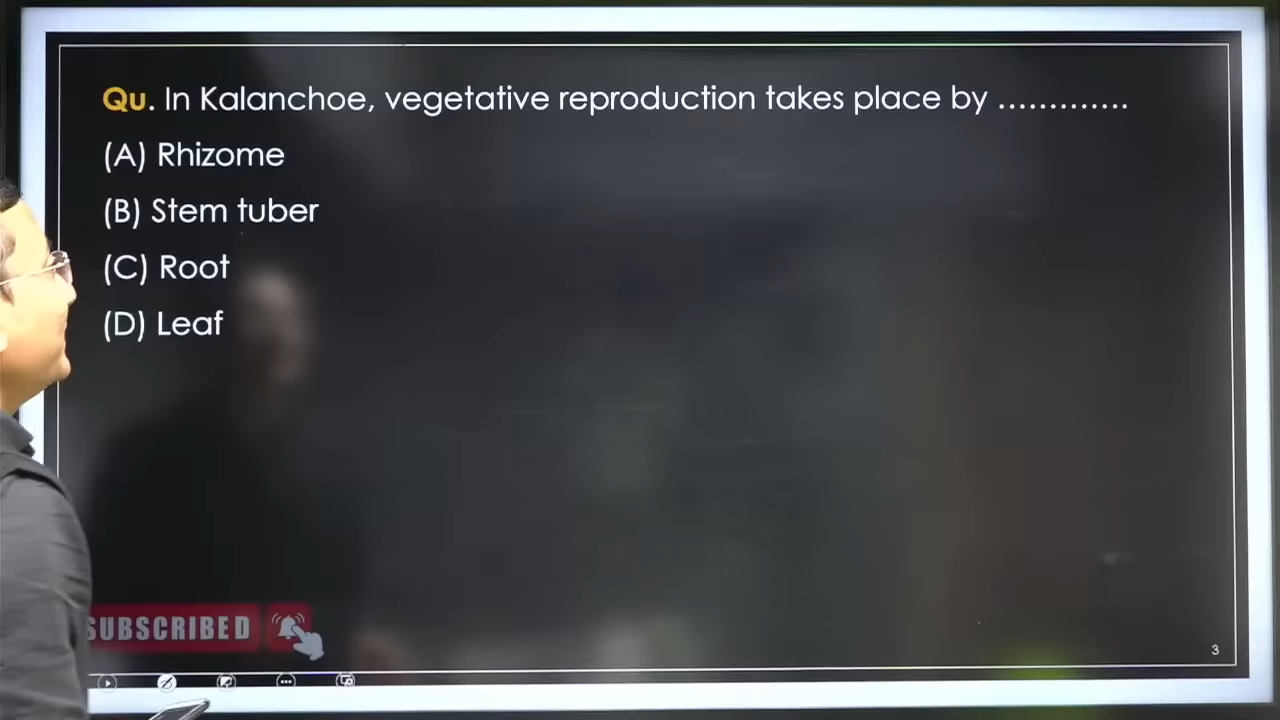 Qu. In Kalanchoe, vegetative reproduction takes place by .............
(A) Rhizome
(B) Stem tuber
(C) Root
(D) Leaf
SUBSCRIBED
3